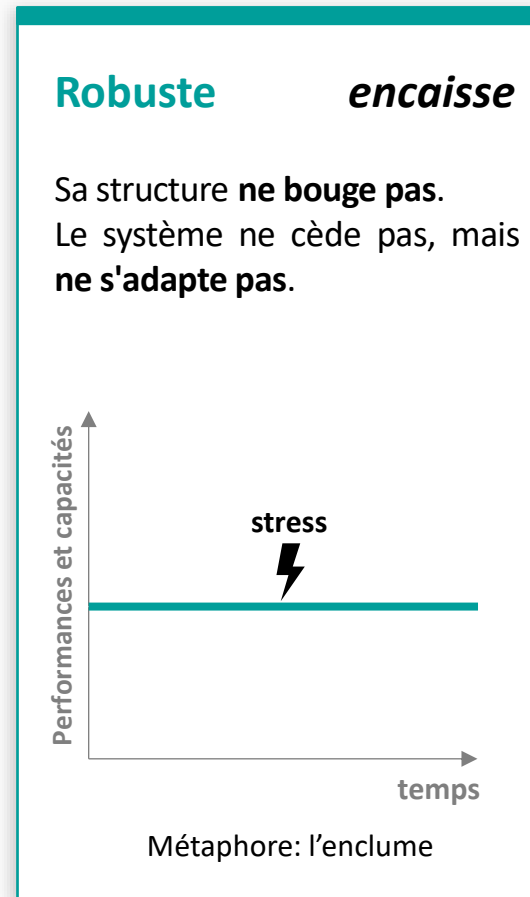 Robuste encaisse
Sa structure ne bouge pas.
Le système ne cède pas, mais
ne s'adapte pas.
Performances et capacités
stress
temps
Métaphore: l’enclume